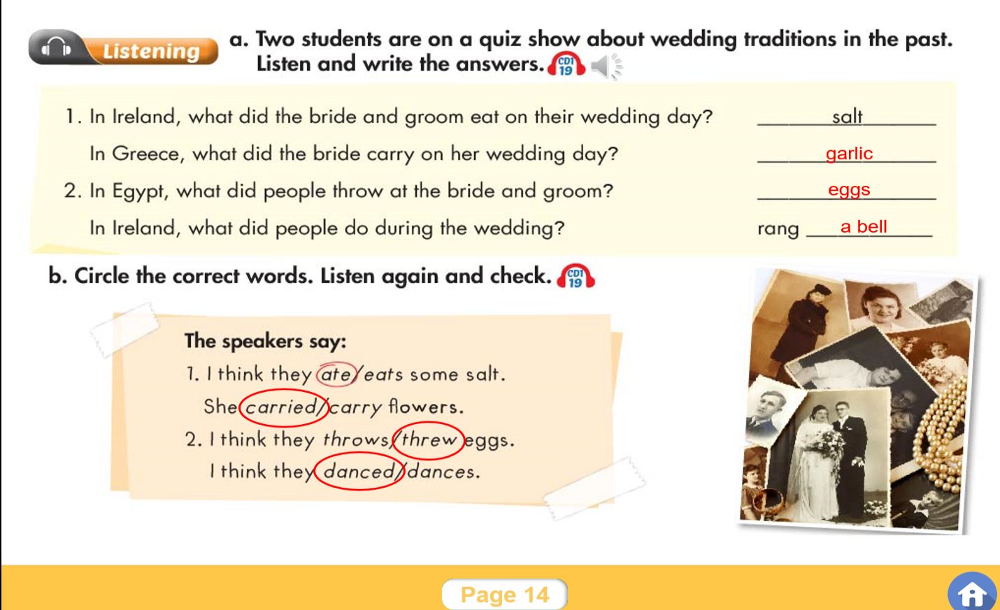 Listening
a. Two students are on a quiz show about wedding traditions in the past.
Listen and write the answers. CD1 19
1. In Ireland, what did the bride and groom eat on their wedding day? salt
In Greece, what did the bride carry on her wedding day? garlic
2. In Egypt, what did people throw at the bride and groom? eggs
In Ireland, what did people do during the wedding? rang a bell
b. Circle the correct words. Listen again and check. CD1 19
The speakers say:
1. I think they ate/eats some salt.
She carried/carry flowers.
2. I think they throws/threw eggs.
I think they danced/dances.
Page 14